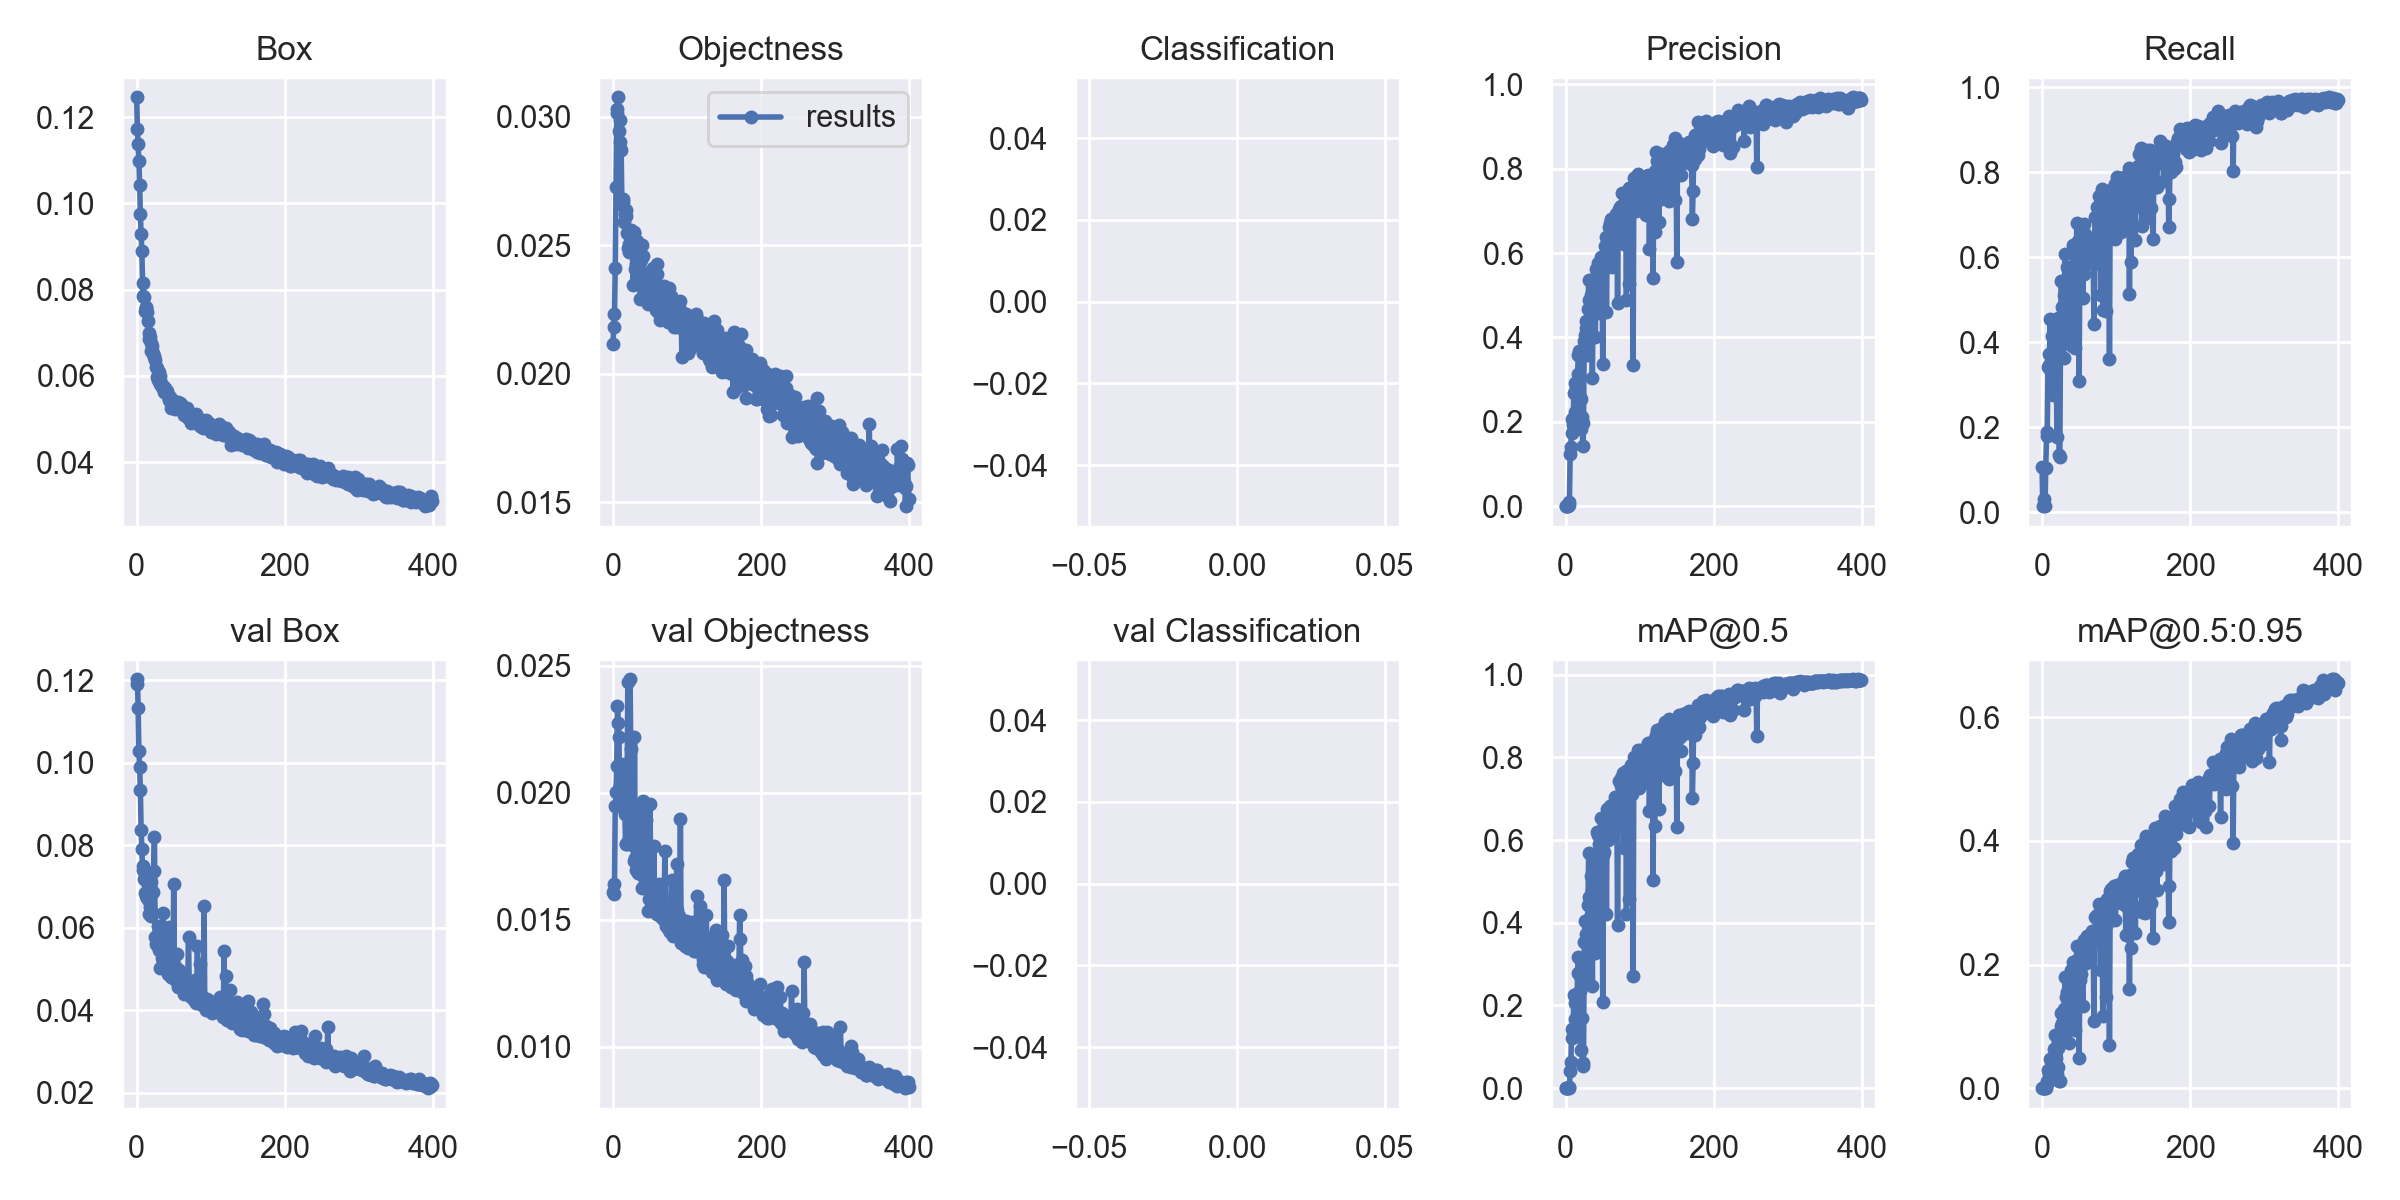 Box
Objectness
Classification
Precision
Recall
0.12
0.10
0.08
0.06
0.04
0 200 400
results
0.030
0.025
0.020
0.015
0 200 400
0.04
0.02
0.00
−0.02
−0.04
−0.05 0.00 0.05
1.0
0.8
0.6
0.4
0.2
0.0
0 200 400
1.0
0.8
0.6
0.4
0.2
0.0
0 200 400
val Box
val Objectness
val Classification
mAP@0.5
mAP@0.5:0.95
0.12
0.10
0.08
0.06
0.04
0.02
0 200 400
0.025
0.020
0.015
0.010
0 200 400
0.04
0.02
0.00
−0.02
−0.04
−0.05 0.00 0.05
1.0
0.8
0.6
0.4
0.2
0.0
0 200 400
0.6
0.4
0.2
0.0
0 200 400